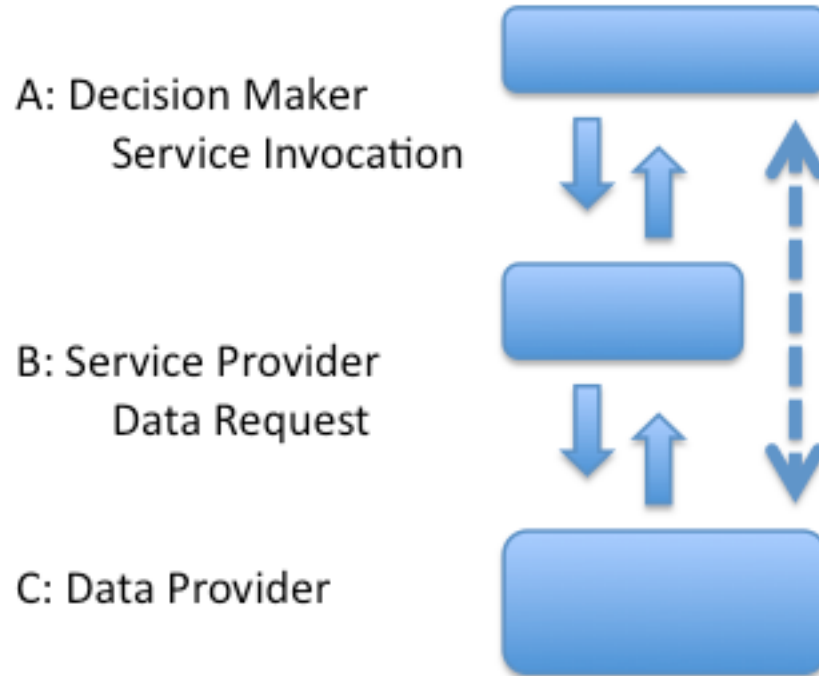 A: Decision Maker
Service Invocation
B: Service Provider
Data Request
C: Data Provider